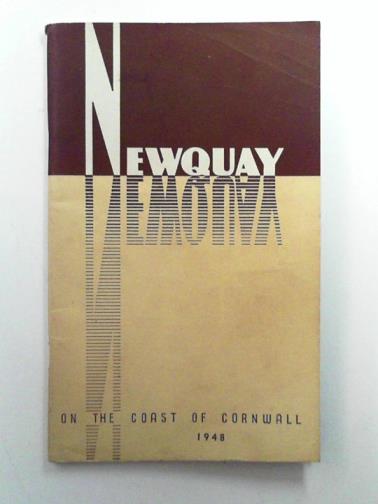 NEWQUAY
ON THE COAST OF CORNWALL
1948